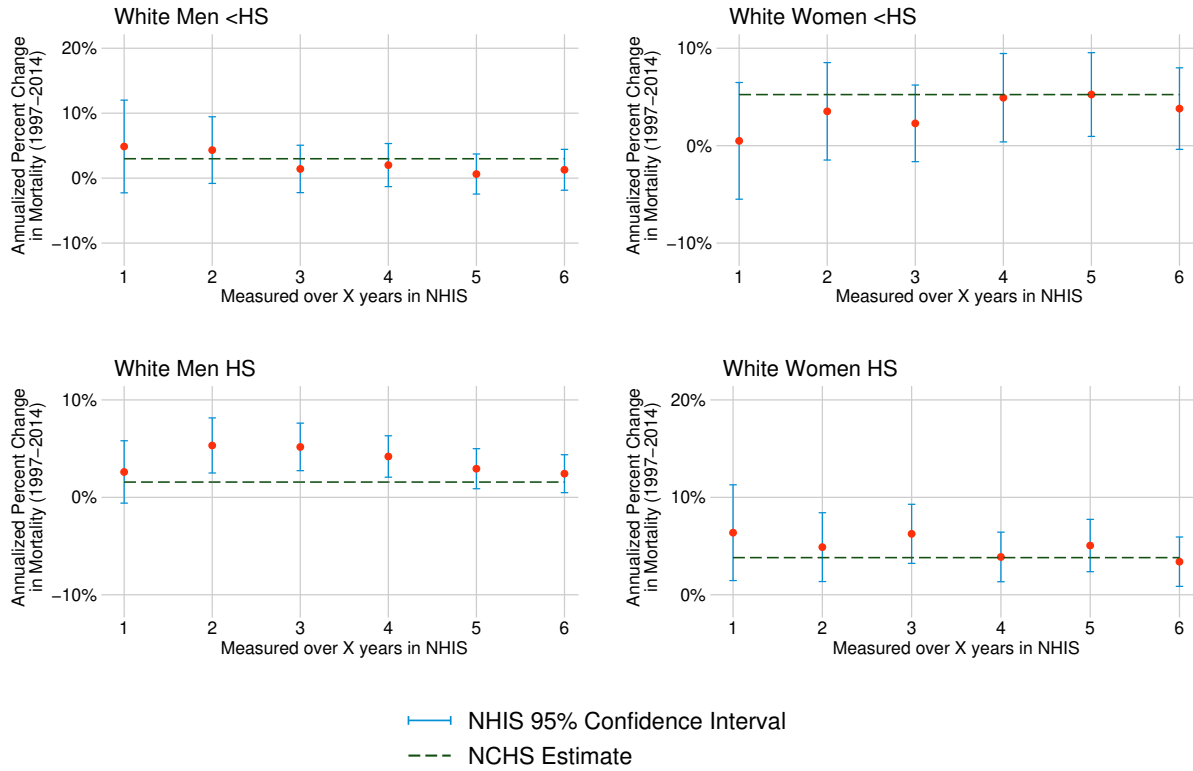 White Men <HS
Annualized Percent Change
in Mortality (1997−2014)
20%
10%
0%
−10%
1 2 3 4 5 6
Measured over X years in NHIS
White Women <HS
Annualized Percent Change
in Mortality (1997−2014)
10%
0%
−10%
1 2 3 4 5 6
Measured over X years in NHIS
White Men HS
Annualized Percent Change
in Mortality (1997−2014)
10%
0%
−10%
1 2 3 4 5 6
Measured over X years in NHIS
White Women HS
Annualized Percent Change
in Mortality (1997−2014)
20%
10%
0%
1 2 3 4 5 6
Measured over X years in NHIS
NHIS 95% Confidence Interval
NCHS Estimate